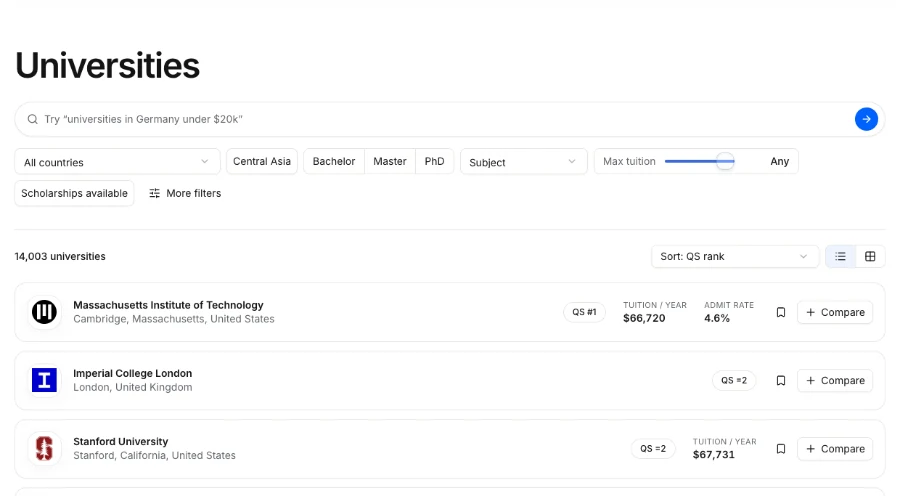 Universities
Try “universities in Germany under $20k”
All countries
Central Asia
Bachelor
Master
PhD
Subject
Max tuition
Any
Scholarships available
More filters
14,003 universities
Sort: QS rank
Massachusetts Institute of Technology
Cambridge, Massachusetts, United States
QS #1
TUITION / YEAR
$66,720
ADMIT RATE
4.6%
Compare
Imperial College London
London, United Kingdom
QS =2
Compare
Stanford University
Stanford, California, United States
QS =2
TUITION / YEAR
$67,731
Compare